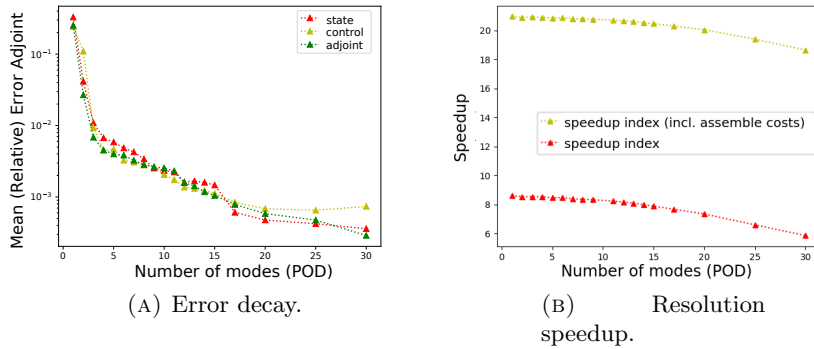 state
control
adjoint
10⁻¹
10⁻²
10⁻³
Mean (Relative) Error Adjoint
0 5 10 15 20 25 30
Number of modes (POD)
(A) Error decay.
20
18
16
14
12
10
8
6
Speedup
speedup index (incl. assemble costs)
speedup index
0 5 10 15 20 25 30
Number of modes (POD)
(B) Resolution
speedup.